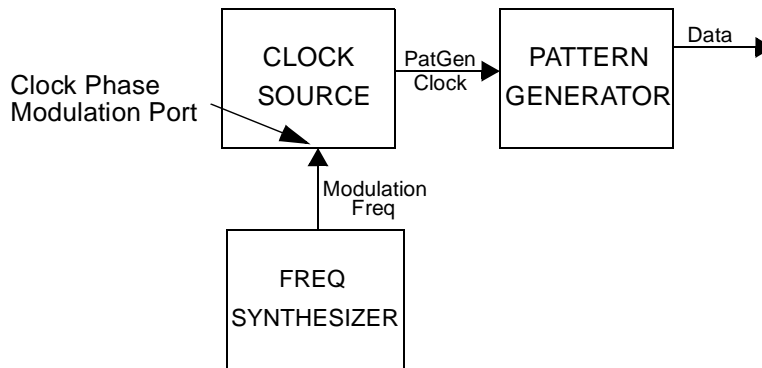 CLOCK
SOURCE
PatGen
Clock
PATTERN
GENERATOR
Data
Clock Phase
Modulation Port
Modulation
Freq
FREQ
SYNTHESIZER